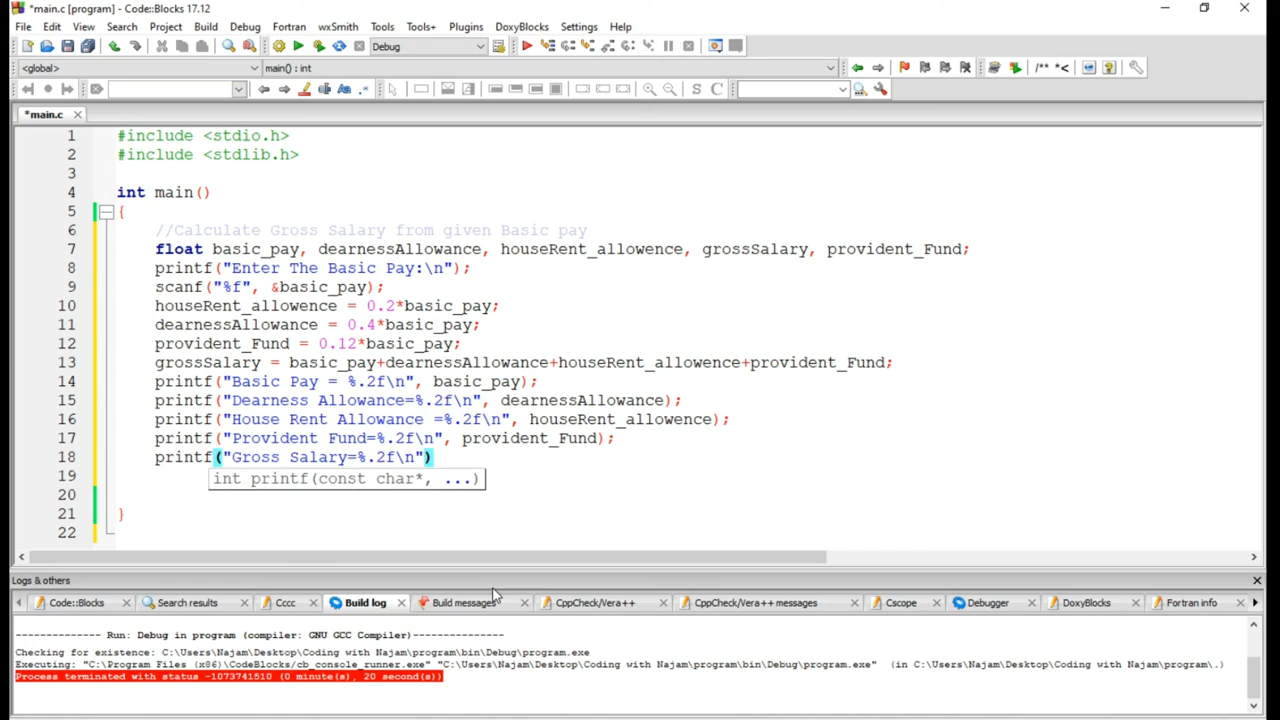 *main.c [program] - Code::Blocks 17.12
File Edit View Search Project Build Debug Fortran wxSmith Tools Tools+ Plugins DoxyBlocks Settings Help
Debug
<global> main() : int
/** *<
S C
*main.c
1 #include <stdio.h>
2 #include <stdlib.h>
3
4 int main()
5 {
6 //Calculate Gross Salary from given Basic pay
7 float basic_pay, dearnessAllowance, houseRent_allowence, grossSalary, provident_Fund;
8 printf("Enter The Basic Pay:\n");
9 scanf("%f", &basic_pay);
10 houseRent_allowence = 0.2*basic_pay;
11 dearnessAllowance = 0.4*basic_pay;
12 provident_Fund = 0.12*basic_pay;
13 grossSalary = basic_pay+dearnessAllowance+houseRent_allowence+provident_Fund;
14 printf("Basic Pay = %.2f\n", basic_pay);
15 printf("Dearness Allowance=%.2f\n", dearnessAllowance);
16 printf("House Rent Allowance =%.2f\n", houseRent_allowence);
17 printf("Provident Fund=%.2f\n", provident_Fund);
18 printf("Gross Salary=%.2f\n")
19 int printf(const char*, ...)
20
21 }
22
Logs & others
Code::Blocks Search results Cccc Build log Build messages CppCheck/Vera++ CppCheck/Vera++ messages Cscope Debugger DoxyBlocks Fortran info
-------------- Run: Debug in program (compiler: GNU GCC Compiler)---------------
Checking for existence: C:\Users\Najam\Desktop\Coding with Najam\program\bin\Debug\program.exe
Executing: "C:\Program Files (x86)\CodeBlocks/cb_console_runner.exe" "C:\Users\Najam\Desktop\Coding with Najam\program\bin\Debug\program.exe" (in C:\Users\Najam\Desktop\Coding with Najam\program\.)
Process terminated with status -1073741510 (0 minute(s), 20 second(s))